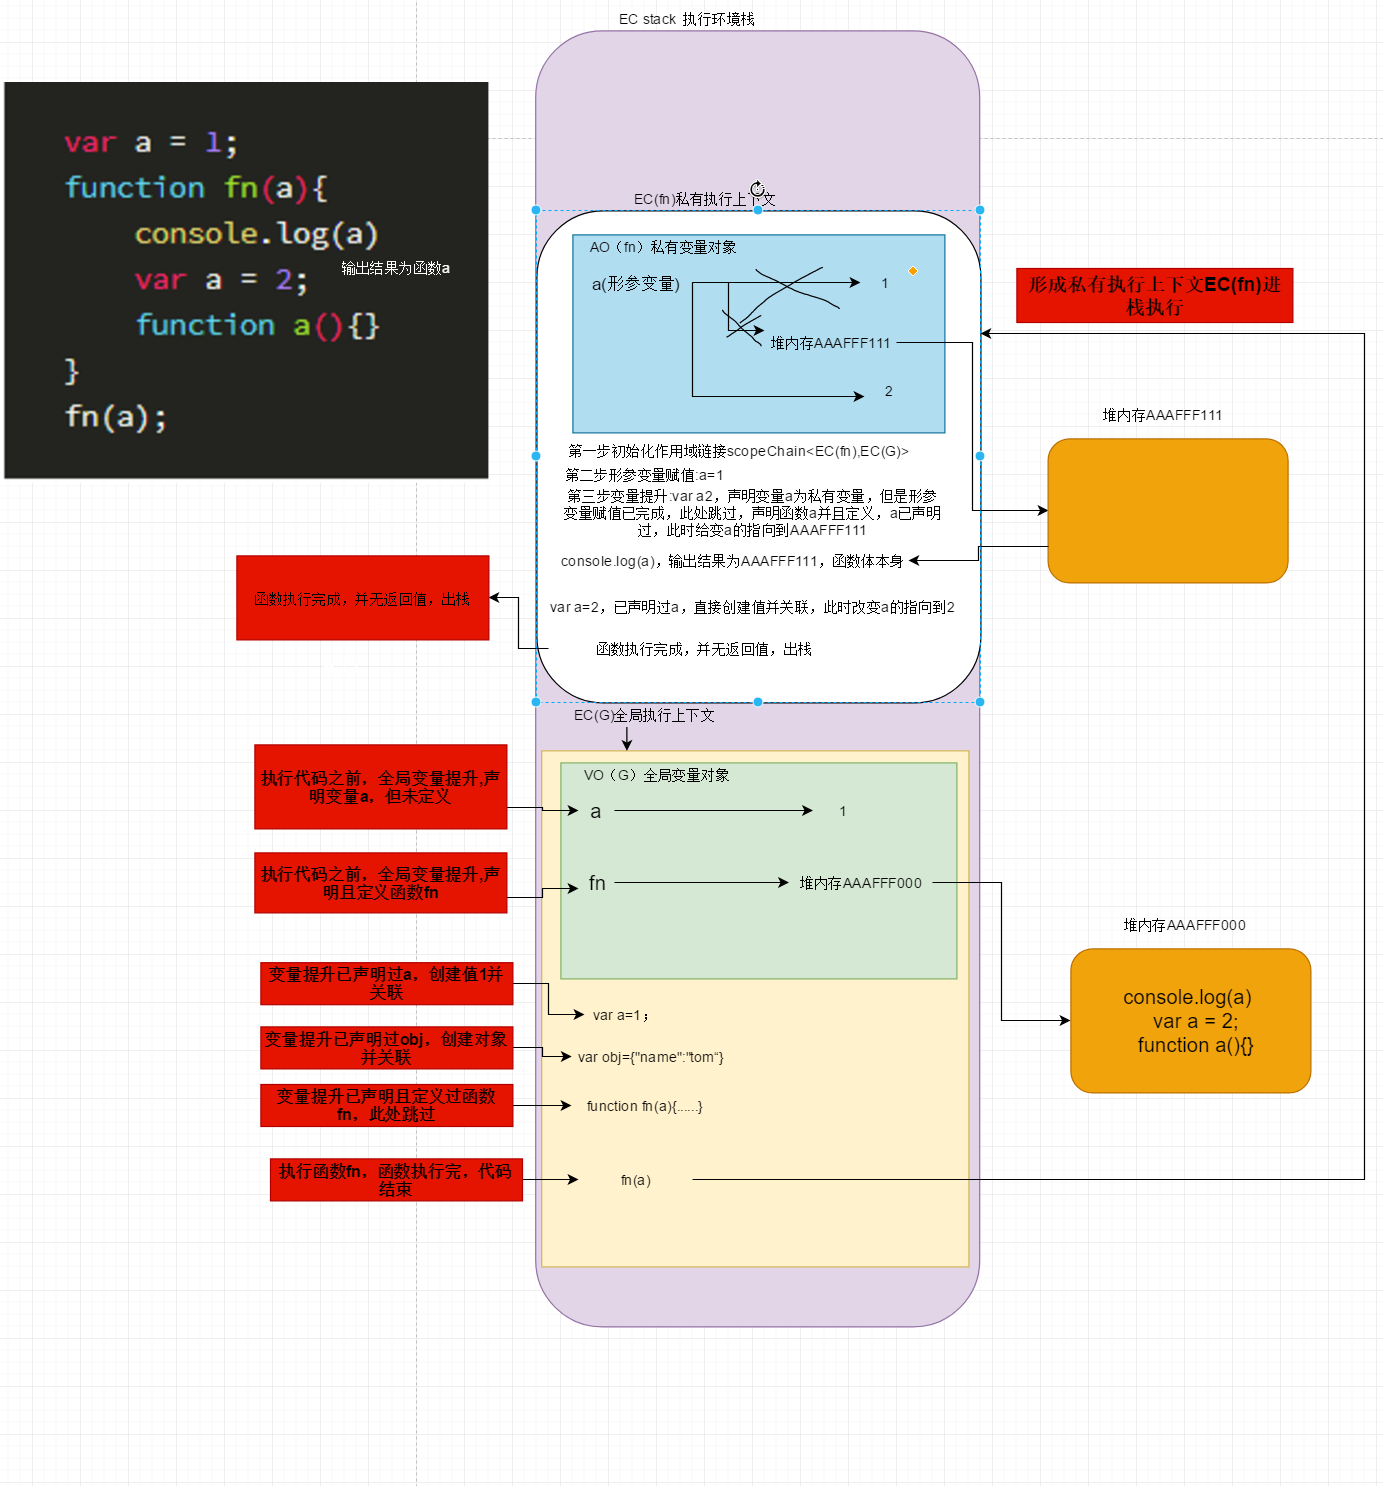 EC stack 执行环境栈
var a = 1;
function fn(a){
console.log(a)
输出结果为函数a
var a = 2;
function a(){}
}
fn(a);
EC(fn)私有执行上下文
AO（fn）私有变量对象
a(形参变量)
1
堆内存AAAFFF111
2
第一步初始化作用域链接scopeChain<EC(fn),EC(G)>
第二步形参变量赋值:a=1
第三步变量提升:var a2，声明变量a为私有变量，但是形参
变量赋值已完成，此处跳过，声明函数a并且定义，a已声明
过，此时给变a的指向到AAAFFF111
console.log(a)，输出结果为AAAFFF111，函数体本身
var a=2，已声明过a，直接创建值并关联，此时改变a的指向到2
函数执行完成，并无返回值，出栈
形成私有执行上下文EC(fn)进
栈执行
堆内存AAAFFF111
函数执行完成，并无返回值，出栈
EC(G)全局执行上下文
执行代码之前，全局变量提升,声
明变量a，但未定义
VO（G）全局变量对象
a
1
执行代码之前，全局变量提升,声
明且定义函数fn
fn
堆内存AAAFFF000
堆内存AAAFFF000
console.log(a)
var a = 2;
function a(){}
变量提升已声明过a，创建值1并
关联
var a=1；
变量提升已声明过obj，创建对象
并关联
var obj={"name":"tom“}
变量提升已声明且定义过函数
fn，此处跳过
function fn(a){......}
执行函数fn，函数执行完，代码
结束
fn(a)